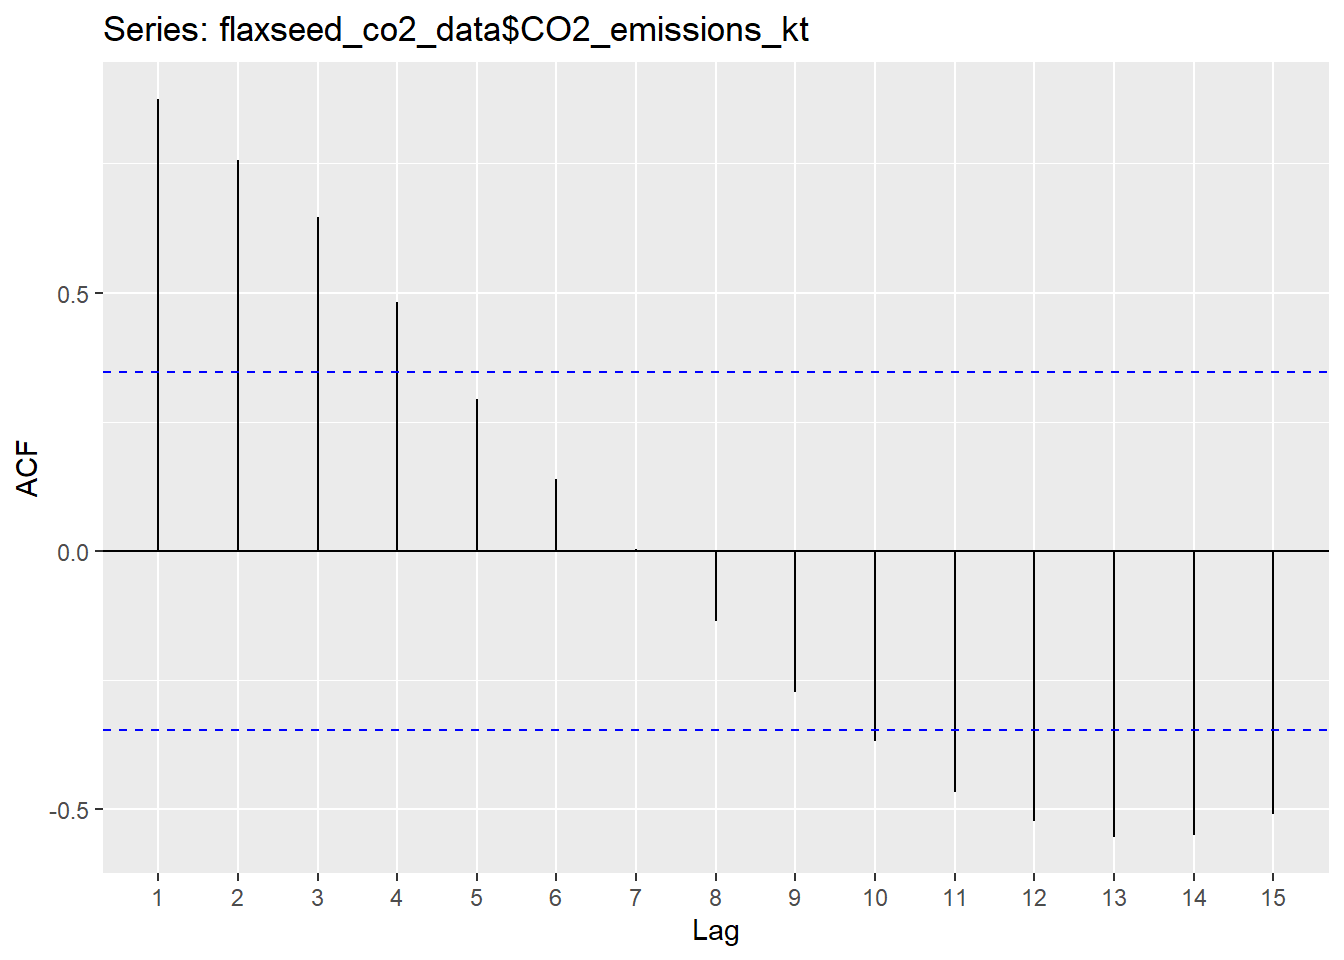 Series: flaxseed_co2_data$CO2_emissions_kt
ACF
0.5
0.0
-0.5
1 2 3 4 5 6 7 8 9 10 11 12 13 14 15
Lag